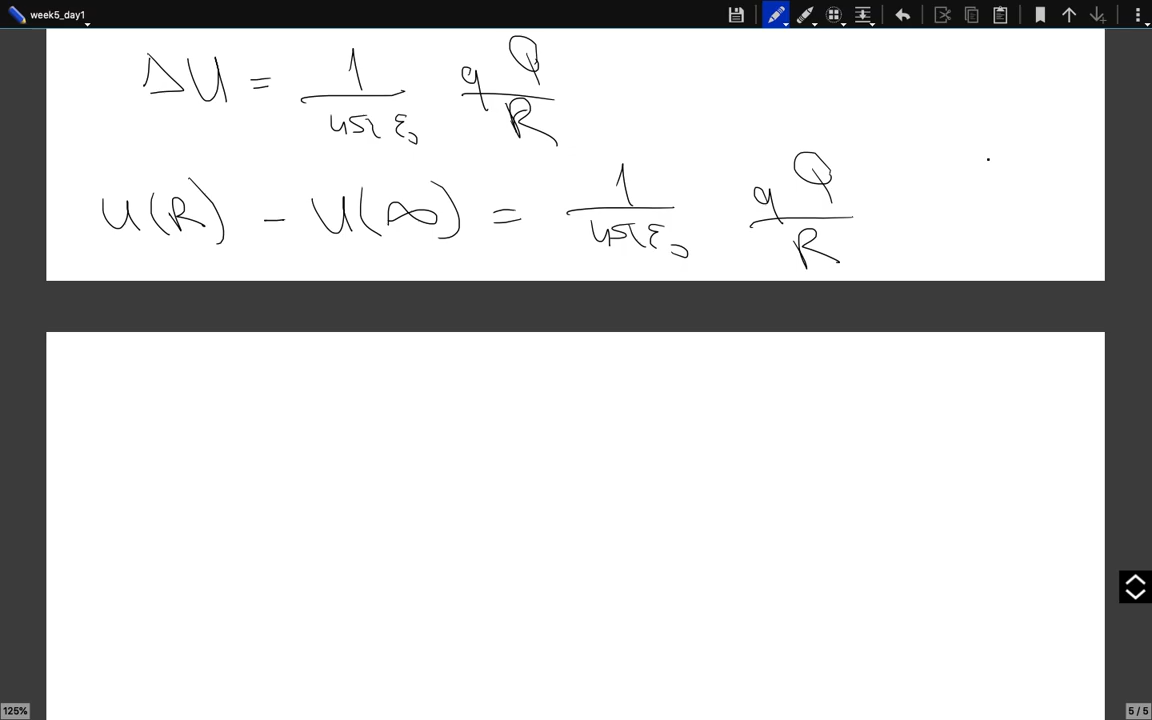 week5_day1
ΔU = 1/4πε₀ qQ/R
U(R) - U(∞) = 1/4πε₀ qQ/R
125%
5 / 5